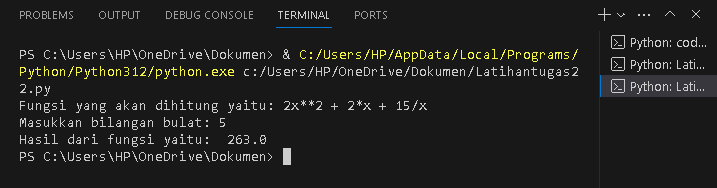 PROBLEMS OUTPUT DEBUG CONSOLE TERMINAL PORTS
PS C:\Users\HP\OneDrive\Dokumen> & C:/Users/HP/AppData/Local/Programs/
Python/Python312/python.exe c:/Users/HP/OneDrive/Dokumen/Latihantugas2
2.py
Fungsi yang akan dihitung yaitu: 2x**2 + 2*x + 15/x
Masukkan bilangan bulat: 5
Hasil dari fungsi yaitu:  263.0
PS C:\Users\HP\OneDrive\Dokumen>
Python: cod...
Python: Lati...
Python: Lati...